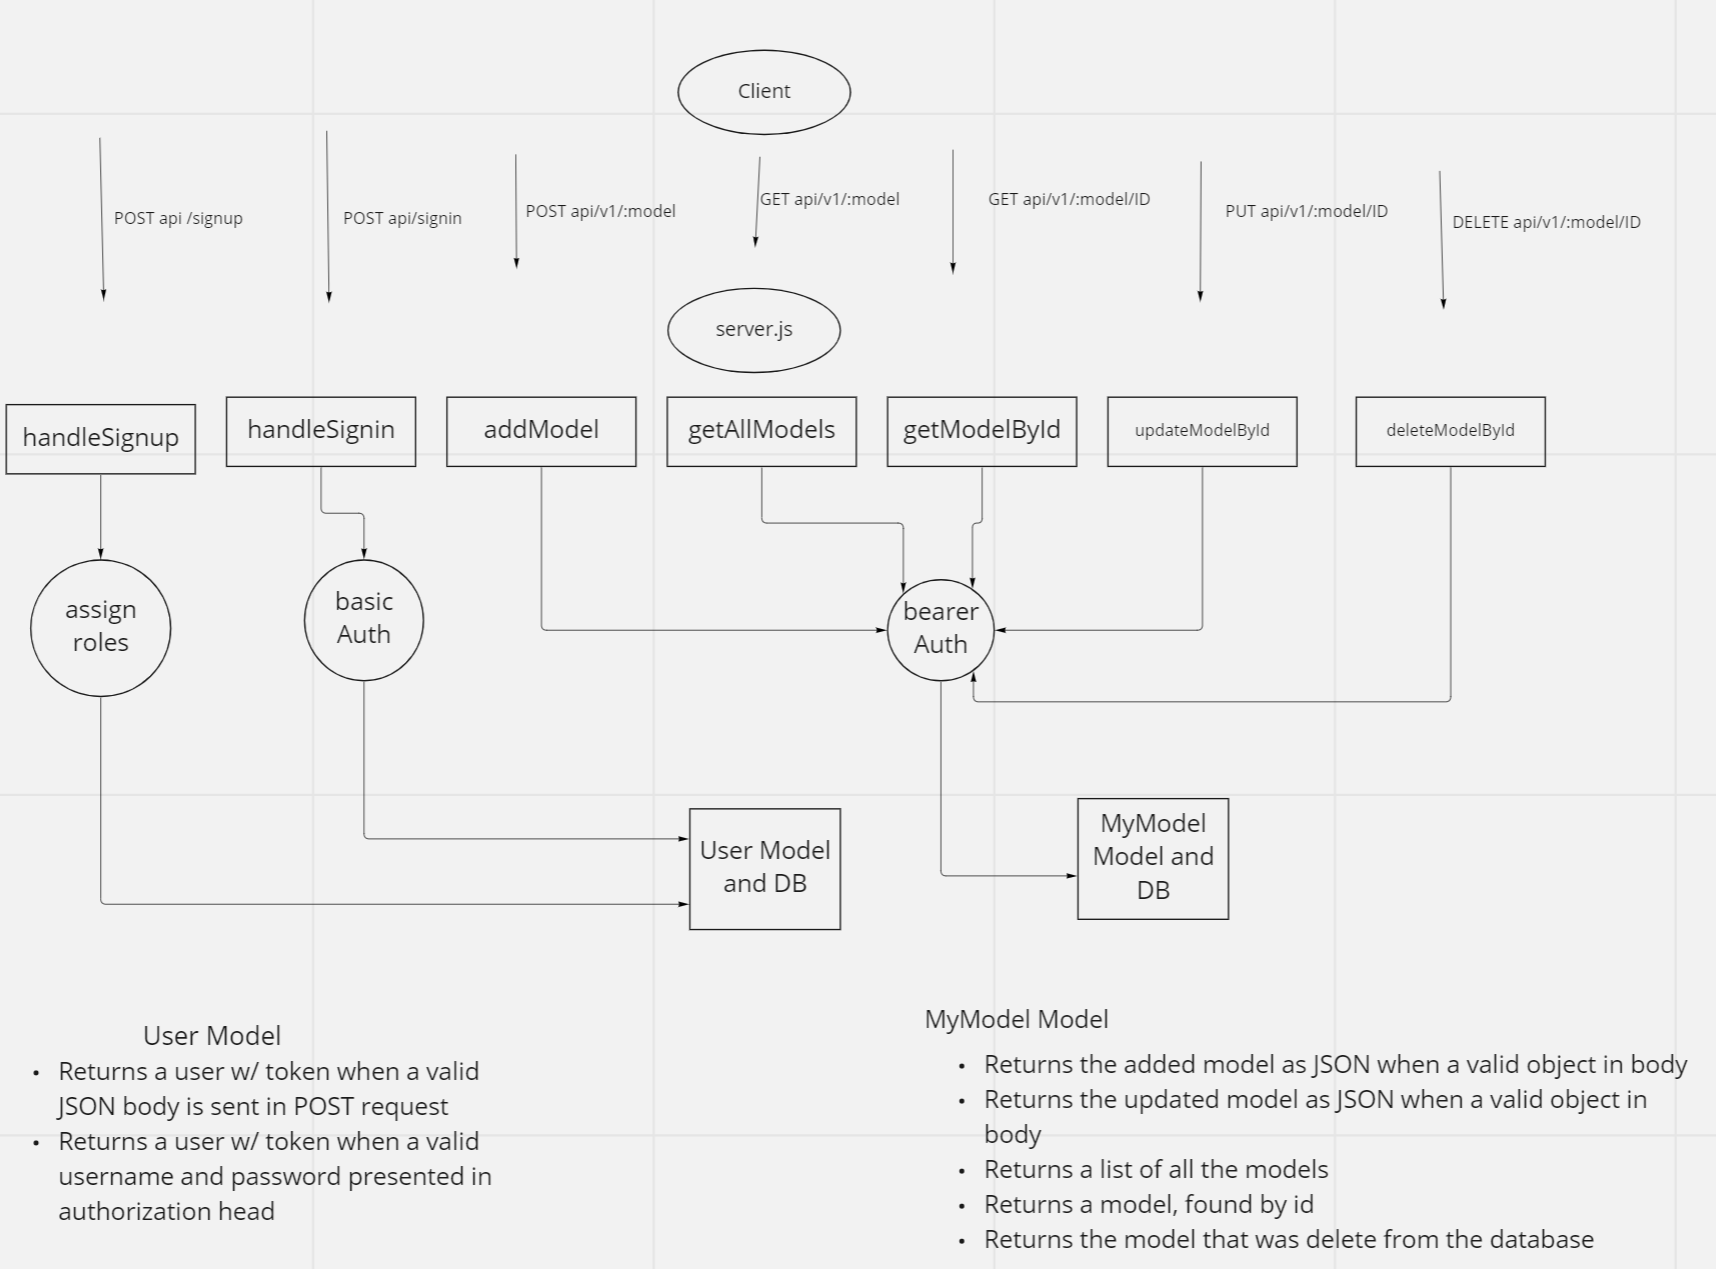 Client
POST api /signup
POST api/signin
POST api/v1/:model
GET api/v1/:model
GET api/v1/:model/ID
PUT api/v1/:model/ID
DELETE api/v1/:model/ID
server.js
handleSignup
handleSignin
addModel
getAllModels
getModelById
updateModelById
deleteModelById
assign
roles
basic
Auth
bearer
Auth
User Model
and DB
MyModel
Model and
DB
User Model
• Returns a user w/ token when a valid
JSON body is sent in POST request
• Returns a user w/ token when a valid
username and password presented in
authorization head
MyModel Model
• Returns the added model as JSON when a valid object in body
• Returns the updated model as JSON when a valid object in
body
• Returns a list of all the models
• Returns a model, found by id
• Returns the model that was delete from the database